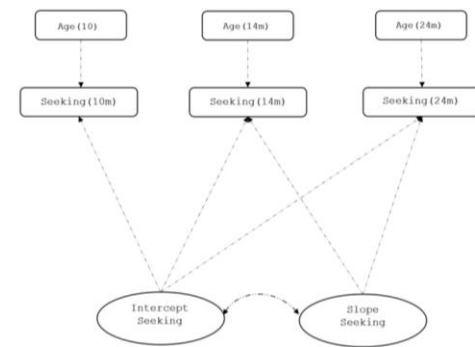 Age(10)
Age(14m)
Age(24m)
Seeking(10m)
Seeking(14m)
Seeking(24m)
Intercept
Seeking
Slope
Seeking